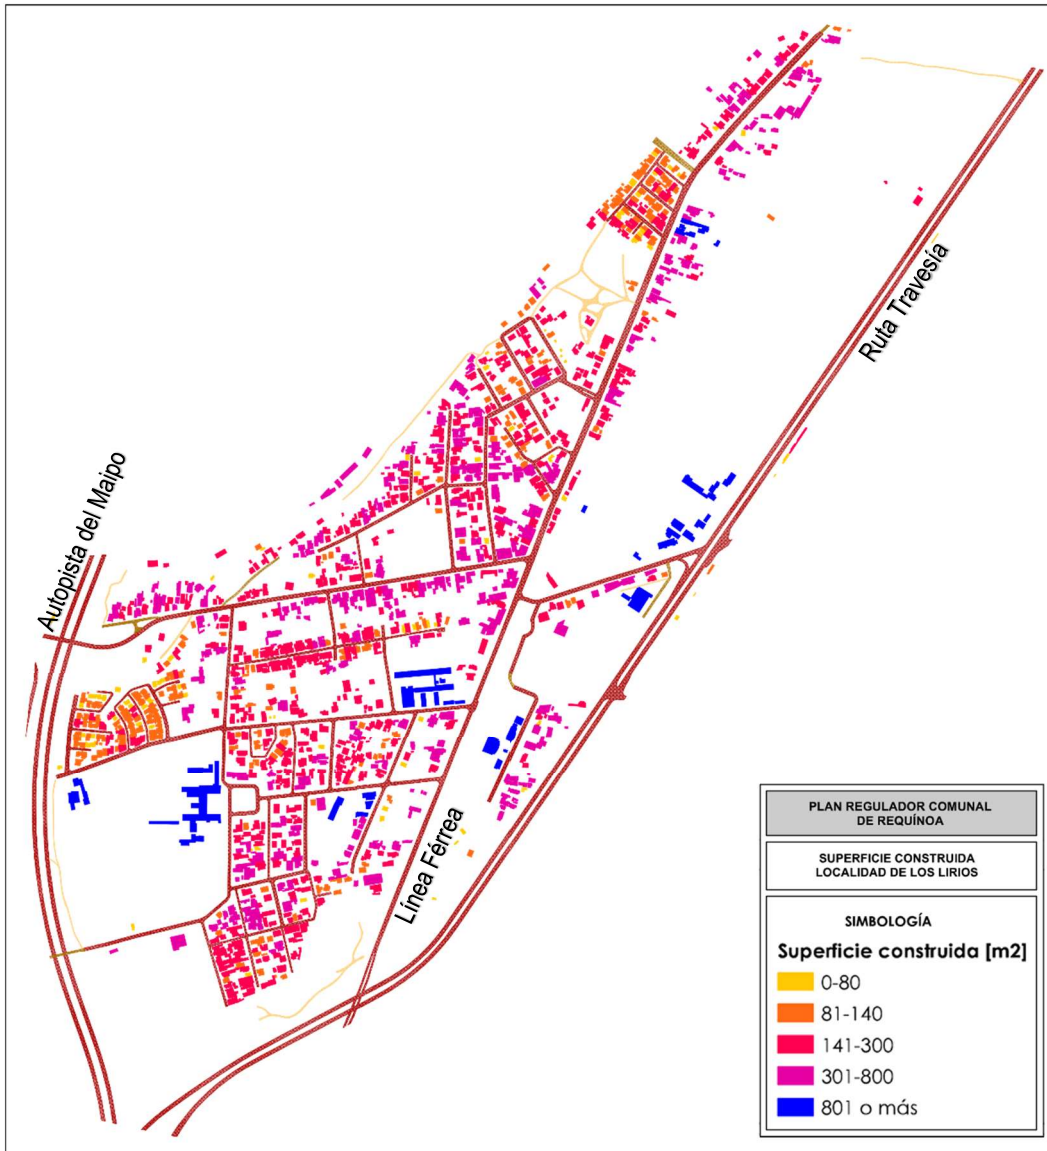 Ruta Travesía
Autopista del Maipo
Línea Férrea
PLAN REGULADOR COMUNAL
DE REQUÍNOA
SUPERFICIE CONSTRUIDA
LOCALIDAD DE LOS LIRIOS
SIMBOLOGÍA
Superficie construida [m2]
0-80
81-140
141-300
301-800
801 o más